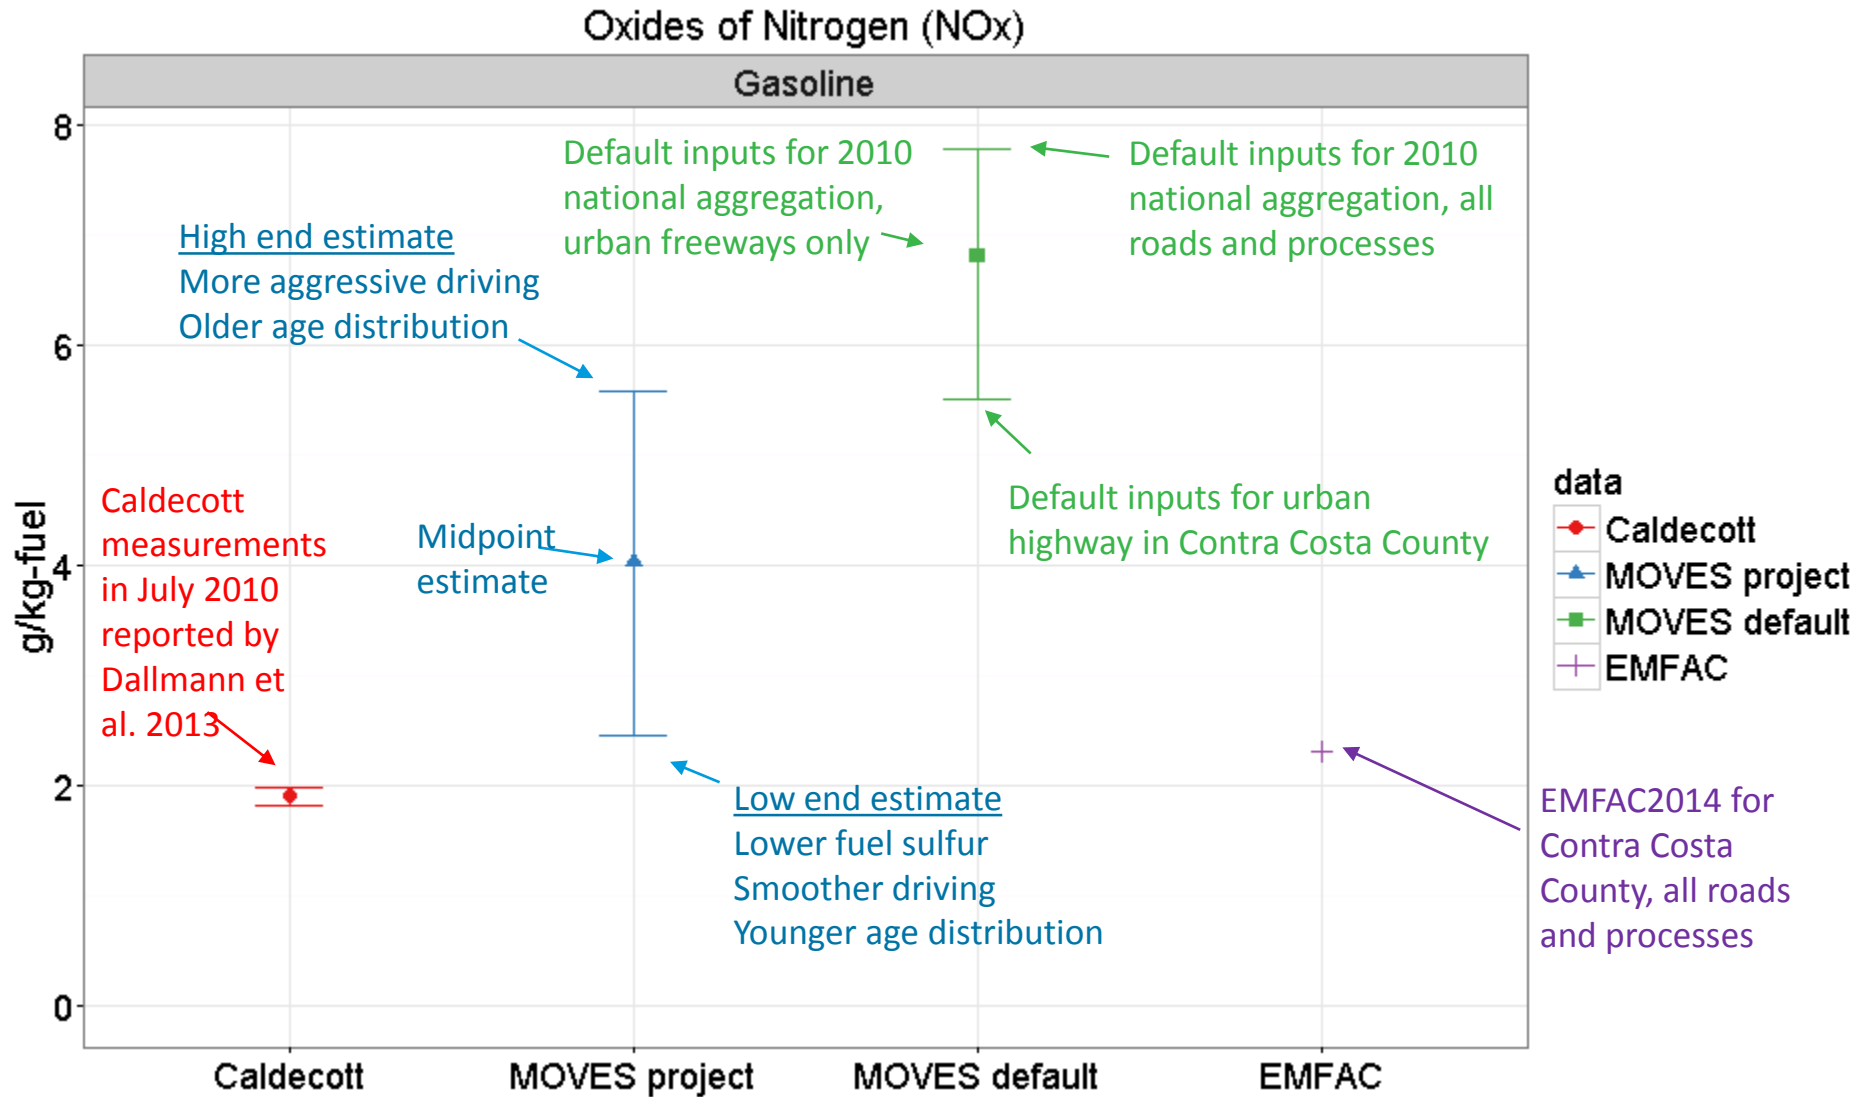 Oxides of Nitrogen (NOx)
Gasoline
8
6
4
2
0
g/kg-fuel
Caldecott
measurements
in July 2010
reported by
Dallmann et
al. 2013
High end estimate
More aggressive driving
Older age distribution
Midpoint
estimate
Low end estimate
Lower fuel sulfur
Smoother driving
Younger age distribution
Default inputs for 2010
national aggregation,
urban freeways only
Default inputs for 2010
national aggregation, all
roads and processes
Default inputs for urban
highway in Contra Costa County
EMFAC2014 for
Contra Costa
County, all roads
and processes
data
Caldecott
MOVES project
MOVES default
EMFAC
Caldecott
MOVES project
MOVES default
EMFAC